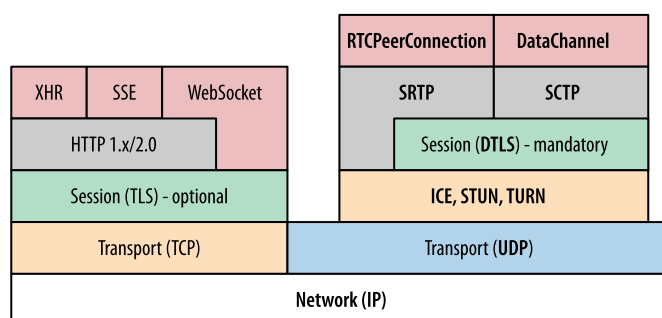 RTCPeerConnection DataChannel
XHR SSE WebSocket SRTP SCTP
HTTP 1.x/2.0 Session (DTLS) - mandatory
Session (TLS) - optional ICE, STUN, TURN
Transport (TCP) Transport (UDP)
Network (IP)